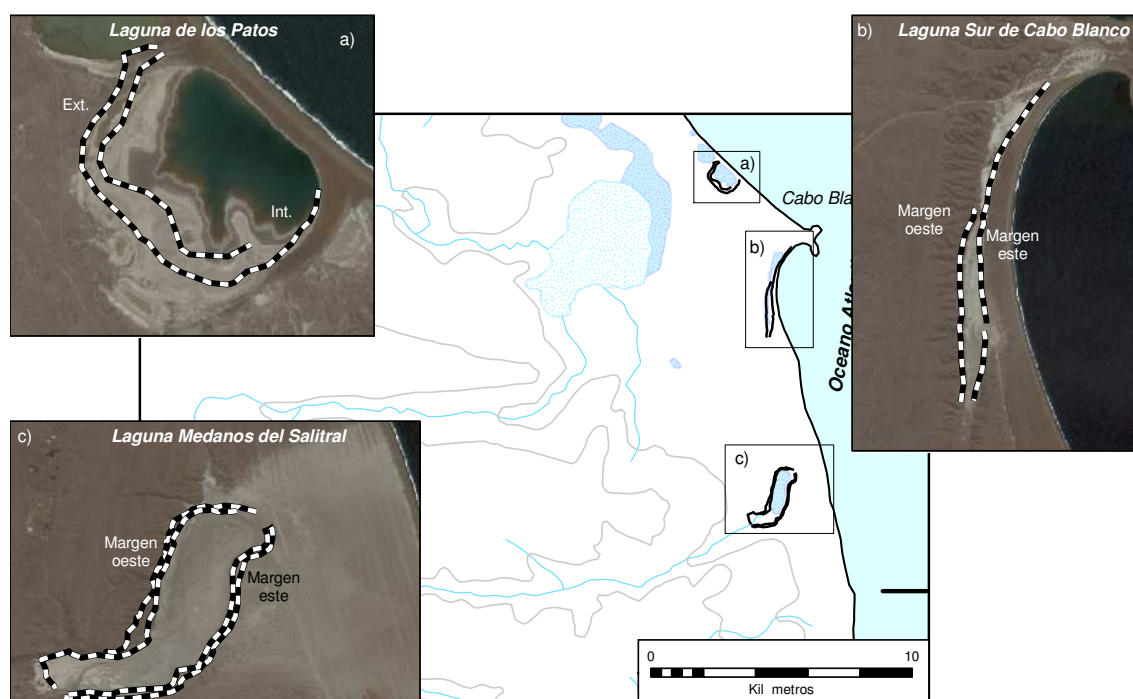 Laguna de los Patos
a)
Ext.
Int.
b)
Laguna Sur de Cabo Blanco
Margen
oeste
Margen
este
a)
Cabo Bla
b)
Oceano Atl
c)
c)
Laguna Medanos del Salitral
Margen
oeste
Margen
este
0
10
Kil metros